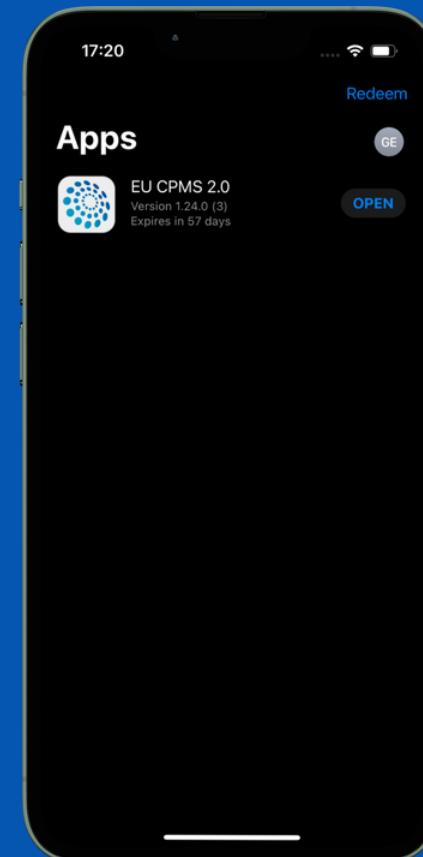 17:20
Redeem
Apps
GE
EU CPMS 2.0
Version 1.24.0 (3)
Expires in 57 days
OPEN